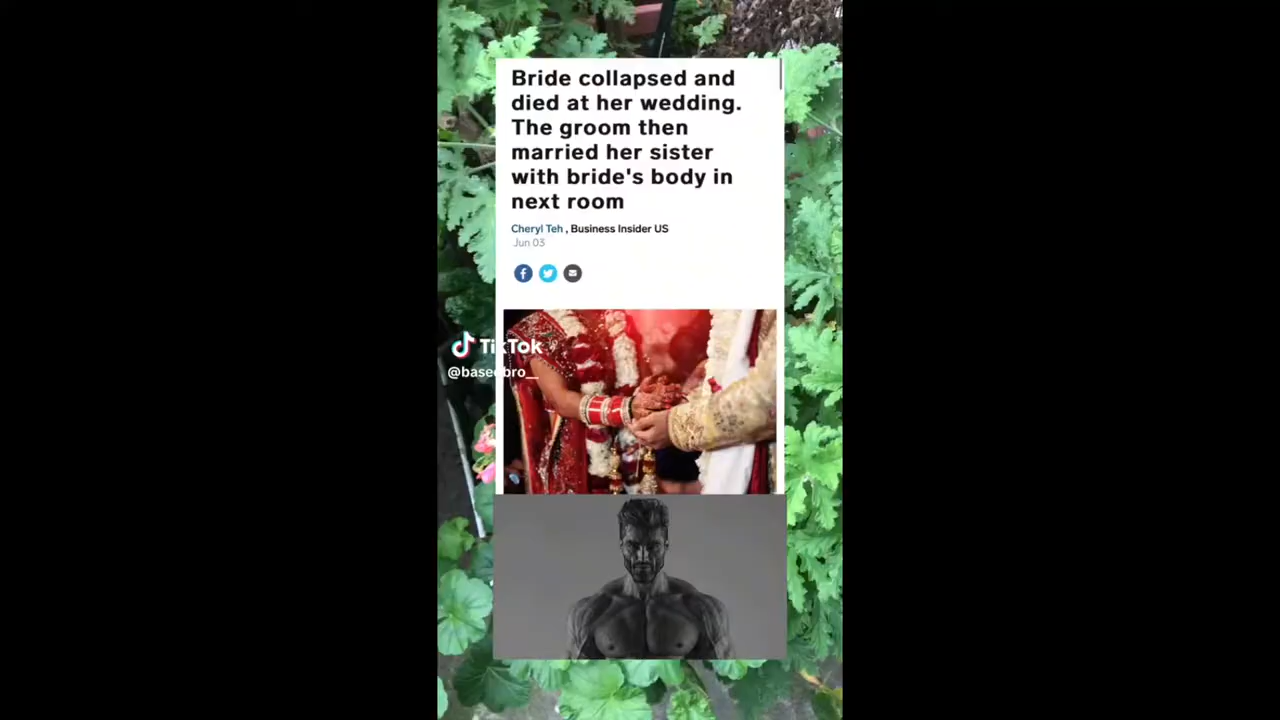 Bride collapsed and
died at her wedding.
The groom then
married her sister
with bride's body in
next room
Cheryl Teh , Business Insider US
Jun 03
TikTok
@basedbro__